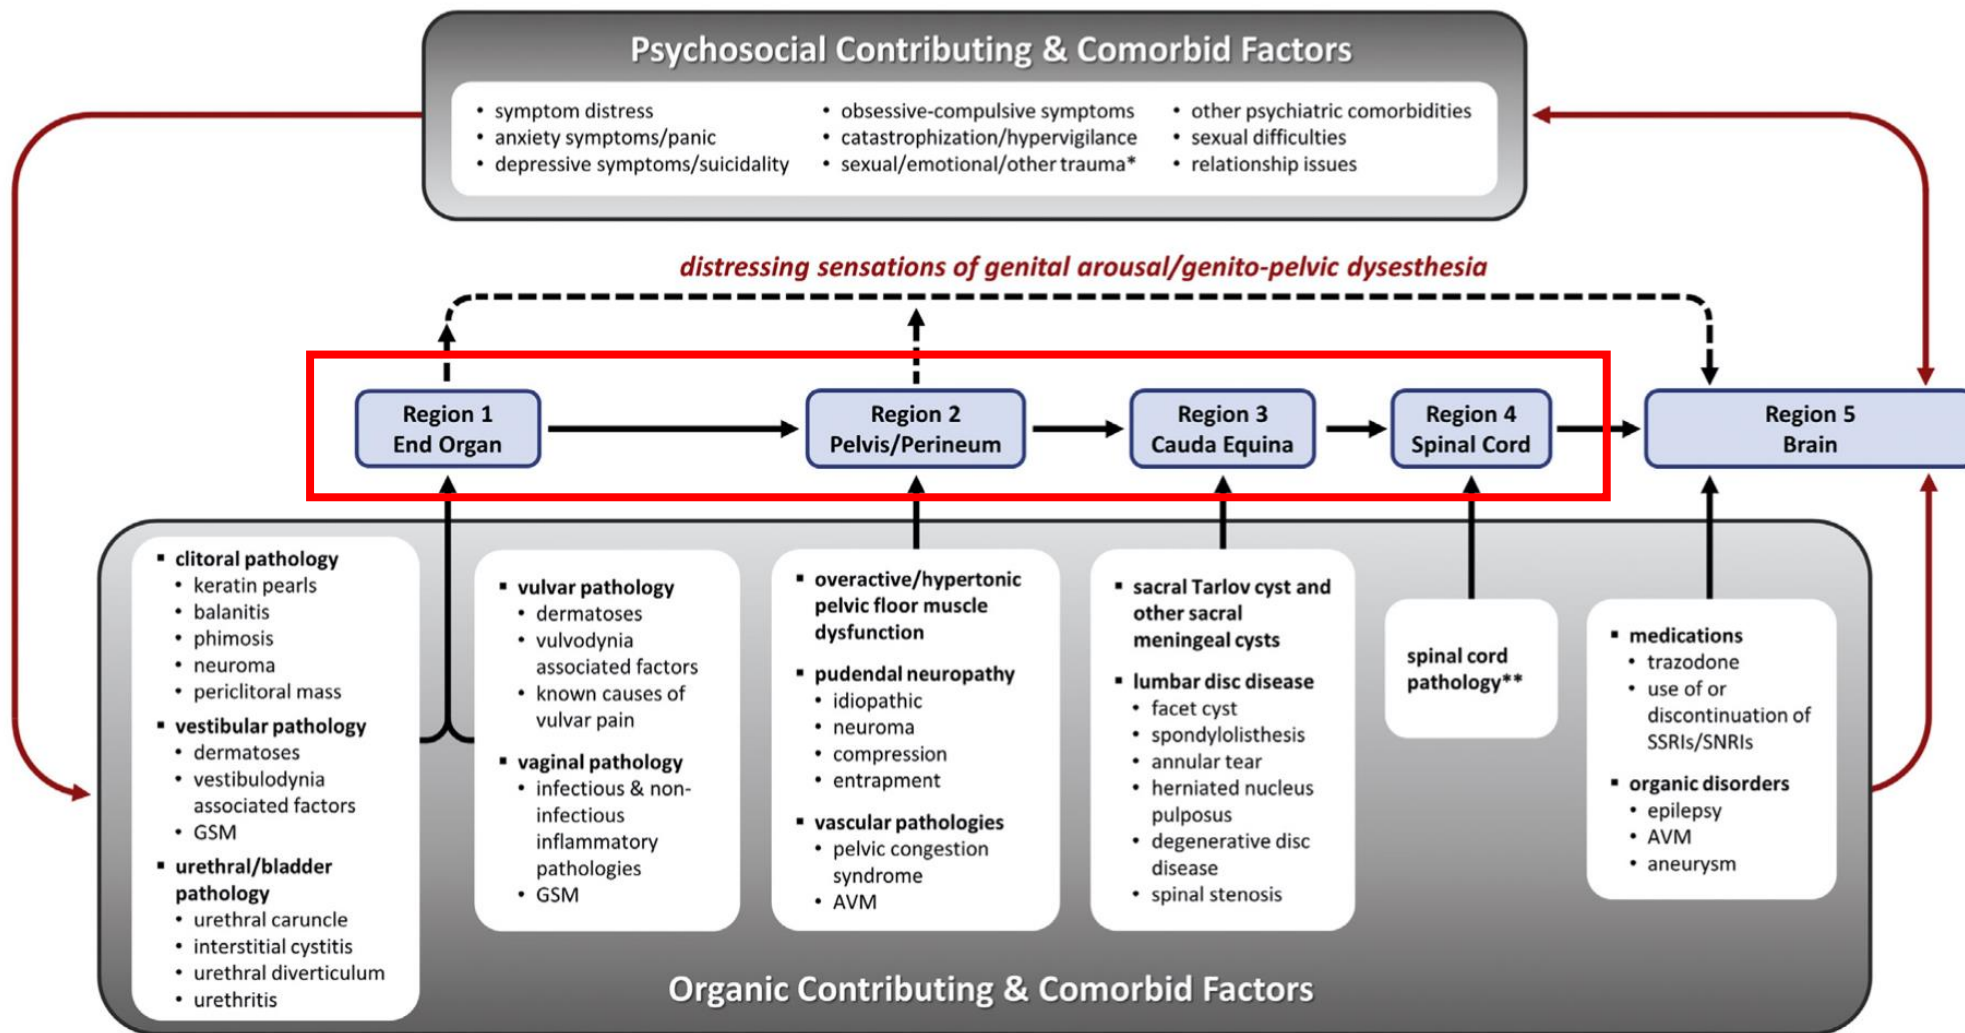 Psychosocial Contributing & Comorbid Factors
• symptom distress
• anxiety symptoms/panic
• depressive symptoms/suicidality
• obsessive-compulsive symptoms
• catastrophization/hypervigilance
• sexual/emotional/other trauma*
• other psychiatric comorbidities
• sexual difficulties
• relationship issues
distressing sensations of genital arousal/genito-pelvic dysesthesia
Region 1
End Organ
Region 2
Pelvis/Perineum
Region 3
Cauda Equina
Region 4
Spinal Cord
Region 5
Brain
▪ clitoral pathology
• keratin pearls
• balanitis
• phimosis
• neuroma
• periclitoral mass
▪ vestibular pathology
• dermatoses
• vestibulodynia
associated factors
• GSM
▪ urethral/bladder
pathology
• urethral caruncle
• interstitial cystitis
• urethral diverticulum
• urethritis
▪ vulvar pathology
• dermatoses
• vulvodynia
associated factors
• known causes of
vulvar pain
▪ vaginal pathology
• infectious & non-
infectious
inflammatory
pathologies
• GSM
▪ overactive/hypertonic
pelvic floor muscle
dysfunction
▪ pudendal neuropathy
• idiopathic
• neuroma
• compression
• entrapment
▪ vascular pathologies
• pelvic congestion
syndrome
• AVM
▪ sacral Tarlov cyst and
other sacral
meningeal cysts
▪ lumbar disc disease
• facet cyst
• spondylolisthesis
• annular tear
• herniated nucleus
pulposus
• degenerative disc
disease
• spinal stenosis
spinal cord
pathology**
▪ medications
• trazodone
• use of or
discontinuation of
SSRIs/SNRIs
▪ organic disorders
• epilepsy
• AVM
• aneurysm
Organic Contributing & Comorbid Factors